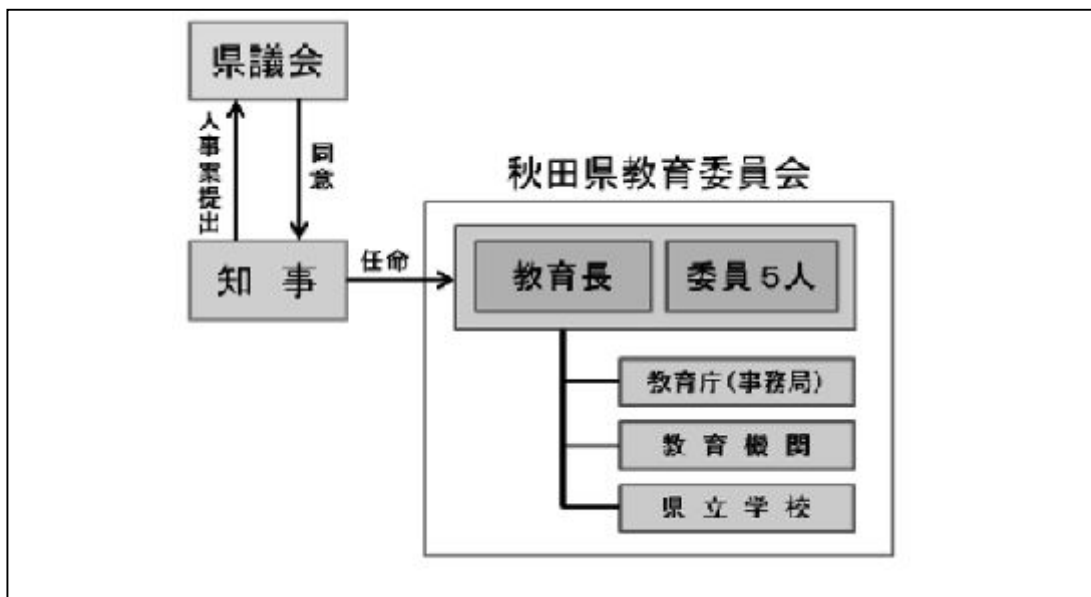 県議会
人事案提出
同意
秋田県教育委員会
知事
任命
教育長
委員5人
教育庁(事務局)
教育機関
県立学校